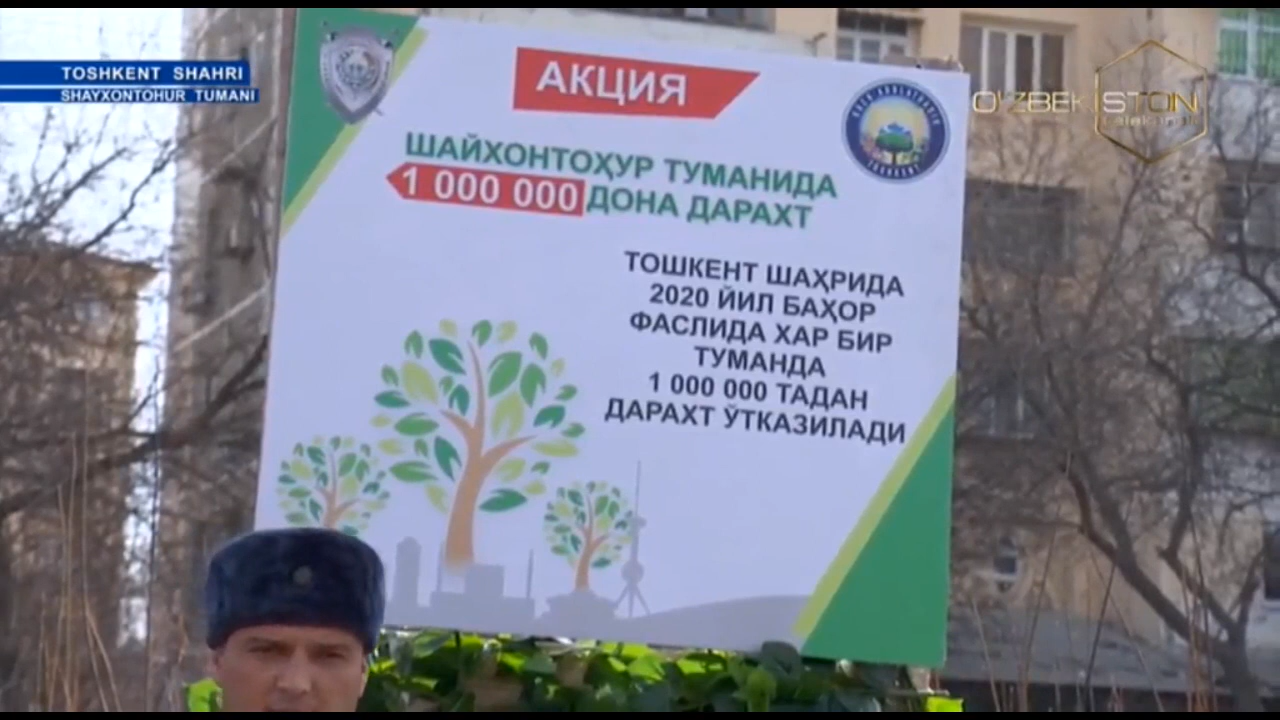 TOSHKENT SHAHRI
SHAYXONTOHUR TUMANI
O'ZBEKISTON
АКЦИЯ
ШАЙХОНТОҲУР ТУМАНИДА
1 000 000 ДОНА ДАРАХТ
ТОШКЕНТ ШАҲРИДА
2020 ЙИЛ БАҲОР
ФАСЛИДА ХАР БИР
ТУМАНДА
1 000 000 ТАДАН
ДАРАХТ ЎТКАЗИЛАДИ